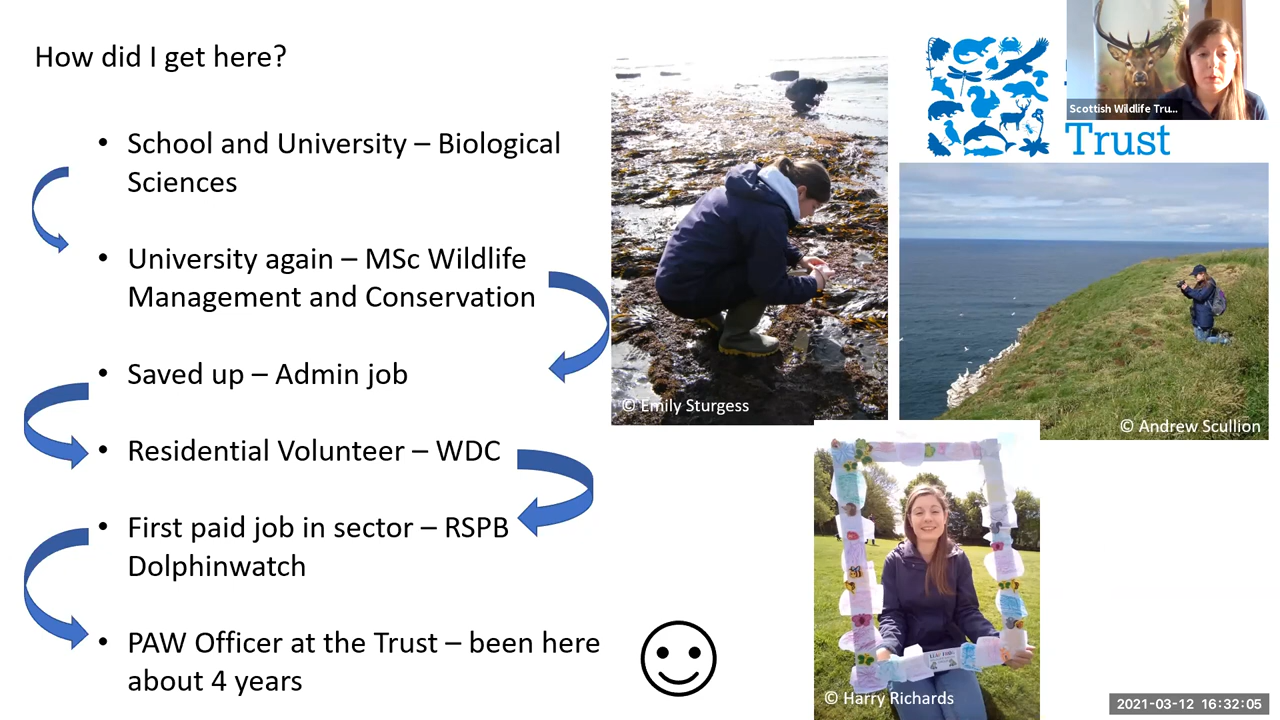 How did I get here?
• School and University – Biological
Sciences
• University again – MSc Wildlife
Management and Conservation
• Saved up – Admin job
• Residential Volunteer – WDC
• First paid job in sector – RSPB
Dolphinwatch
• PAW Officer at the Trust – been here
about 4 years
© Emily Sturgess
Scottish Wildlife Tru...
Trust
© Andrew Scullion
© Harry Richards
2021-03-12 16:32:05